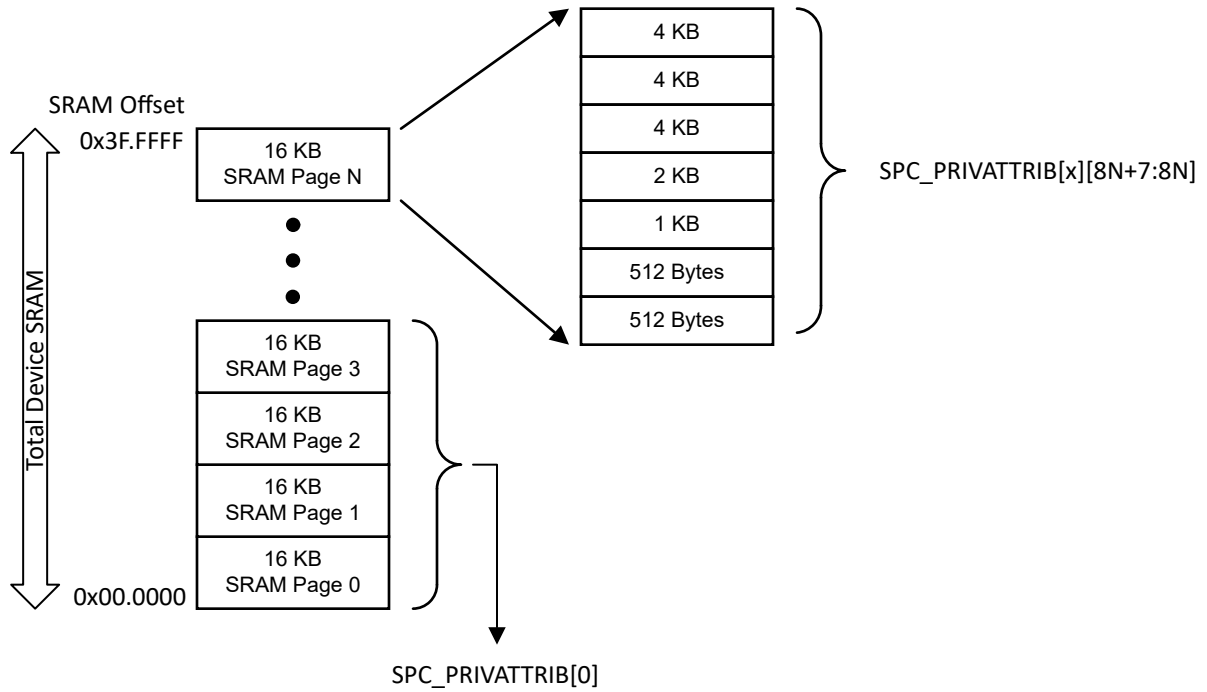 SRAM Offset
0x3F.FFFF
16 KB
SRAM Page N
16 KB
SRAM Page 3
16 KB
SRAM Page 2
16 KB
SRAM Page 1
16 KB
SRAM Page 0
0x00.0000
Total Device SRAM
SPC_PRIVATTRIB[0]
4 KB
4 KB
4 KB
2 KB
1 KB
512 Bytes
512 Bytes
SPC_PRIVATTRIB[x][8N+7:8N]